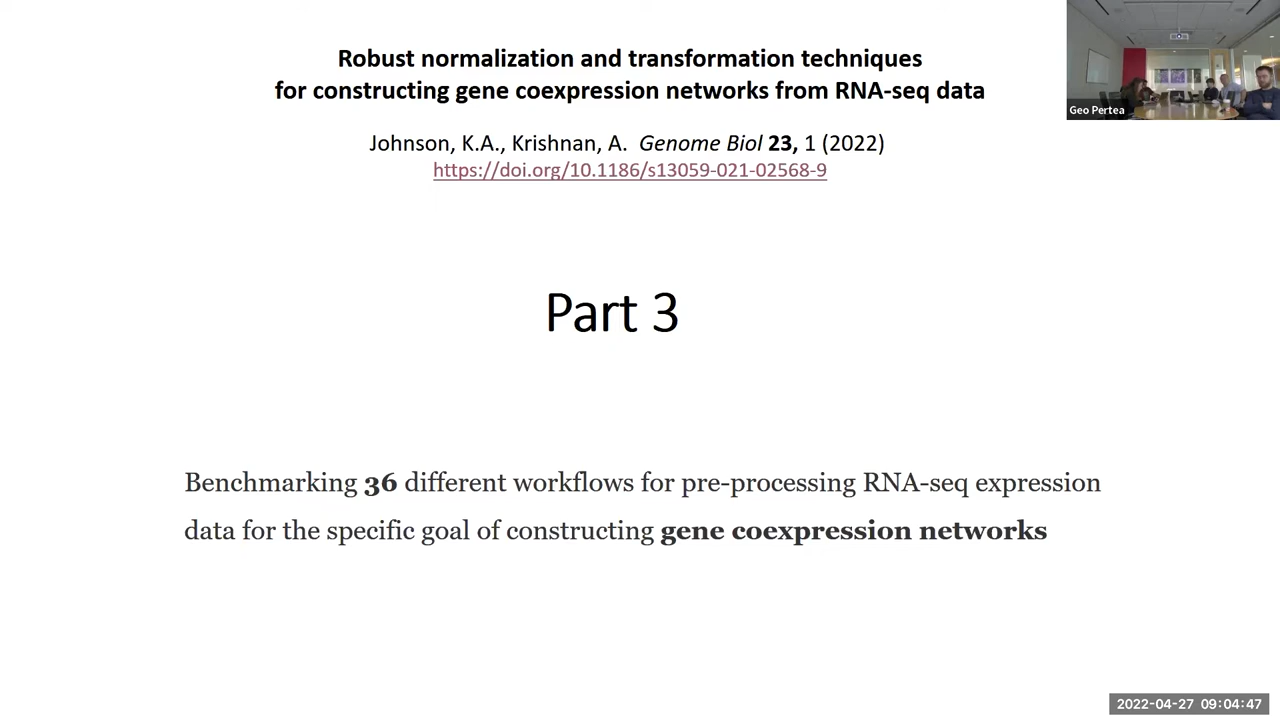 Robust normalization and transformation techniques
for constructing gene coexpression networks from RNA-seq data
Johnson, K.A., Krishnan, A. Genome Biol 23, 1 (2022)
https://doi.org/10.1186/s13059-021-02568-9
Geo Pertea
Part 3
Benchmarking 36 different workflows for pre-processing RNA-seq expression
data for the specific goal of constructing gene coexpression networks
2022-04-27 09:04:47